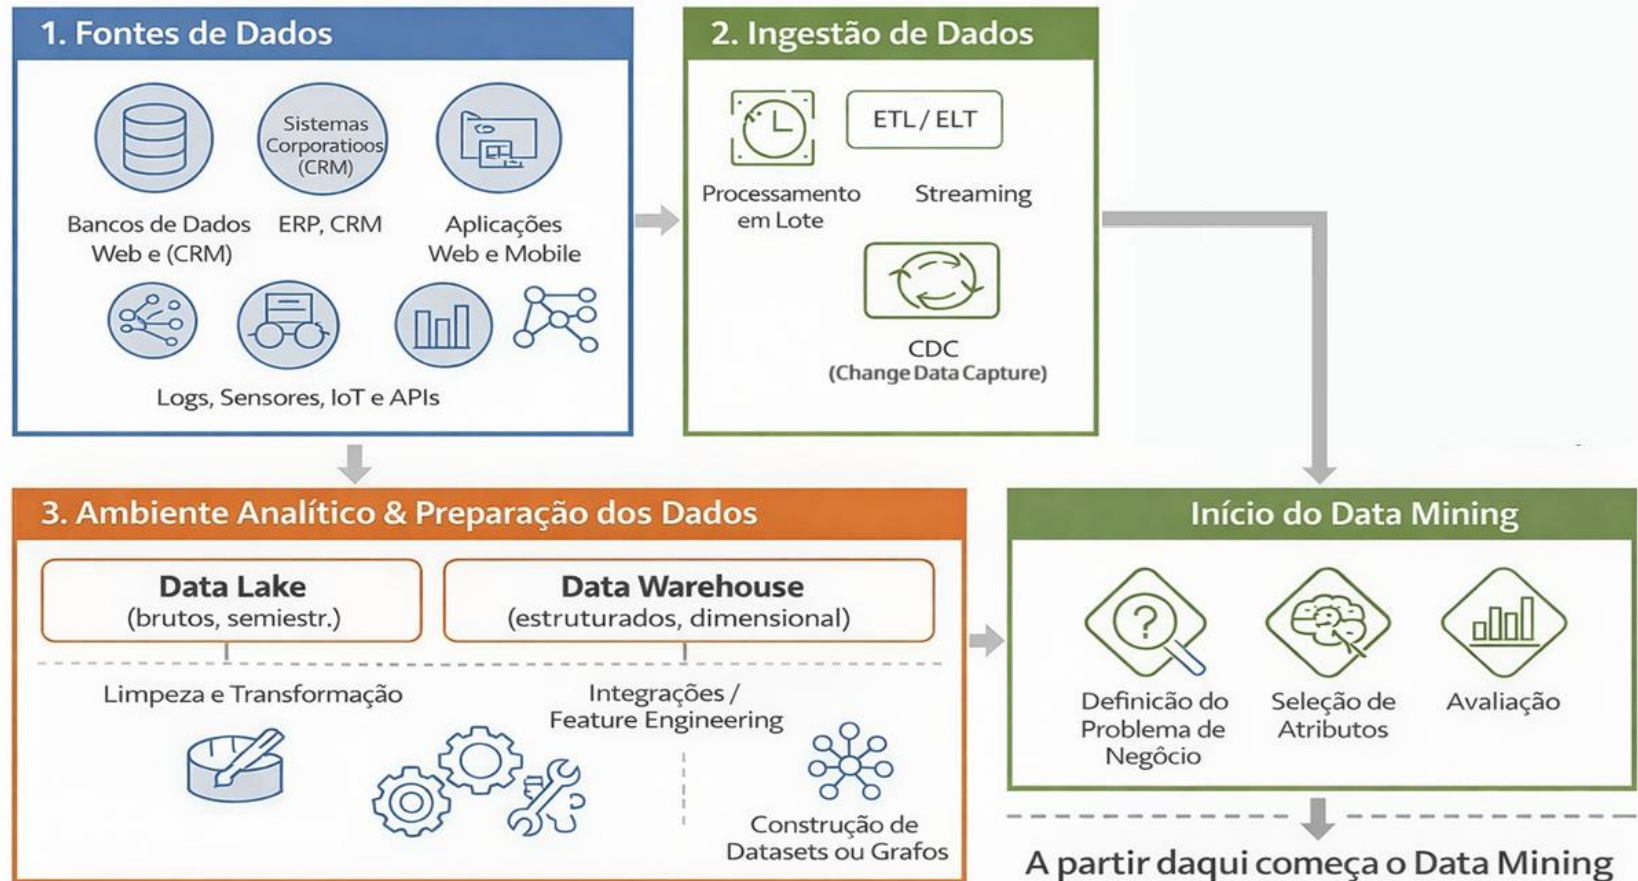 1. Fontes de Dados
Sistemas
Corporatioos
(CRM)
Bancos de Dados
Web e (CRM)
ERP, CRM
Aplicações
Web e Mobile
Logs, Sensores, IoT e APIs
2. Ingestão de Dados
ETL / ELT
Processamento
em Lote
Streaming
CDC
(Change Data Capture)
3. Ambiente Analítico & Preparação dos Dados
Data Lake
(brutos, semiestr.)
Data Warehouse
(estruturados, dimensional)
Limpeza e Transformação
Integrações /
Feature Engineering
Construção de
Datasets ou Grafos
Início do Data Mining
?
Definicão do
Problema de
Negócio
Seleção de
Atributos
Avaliação
A partir daqui começa o Data Mining